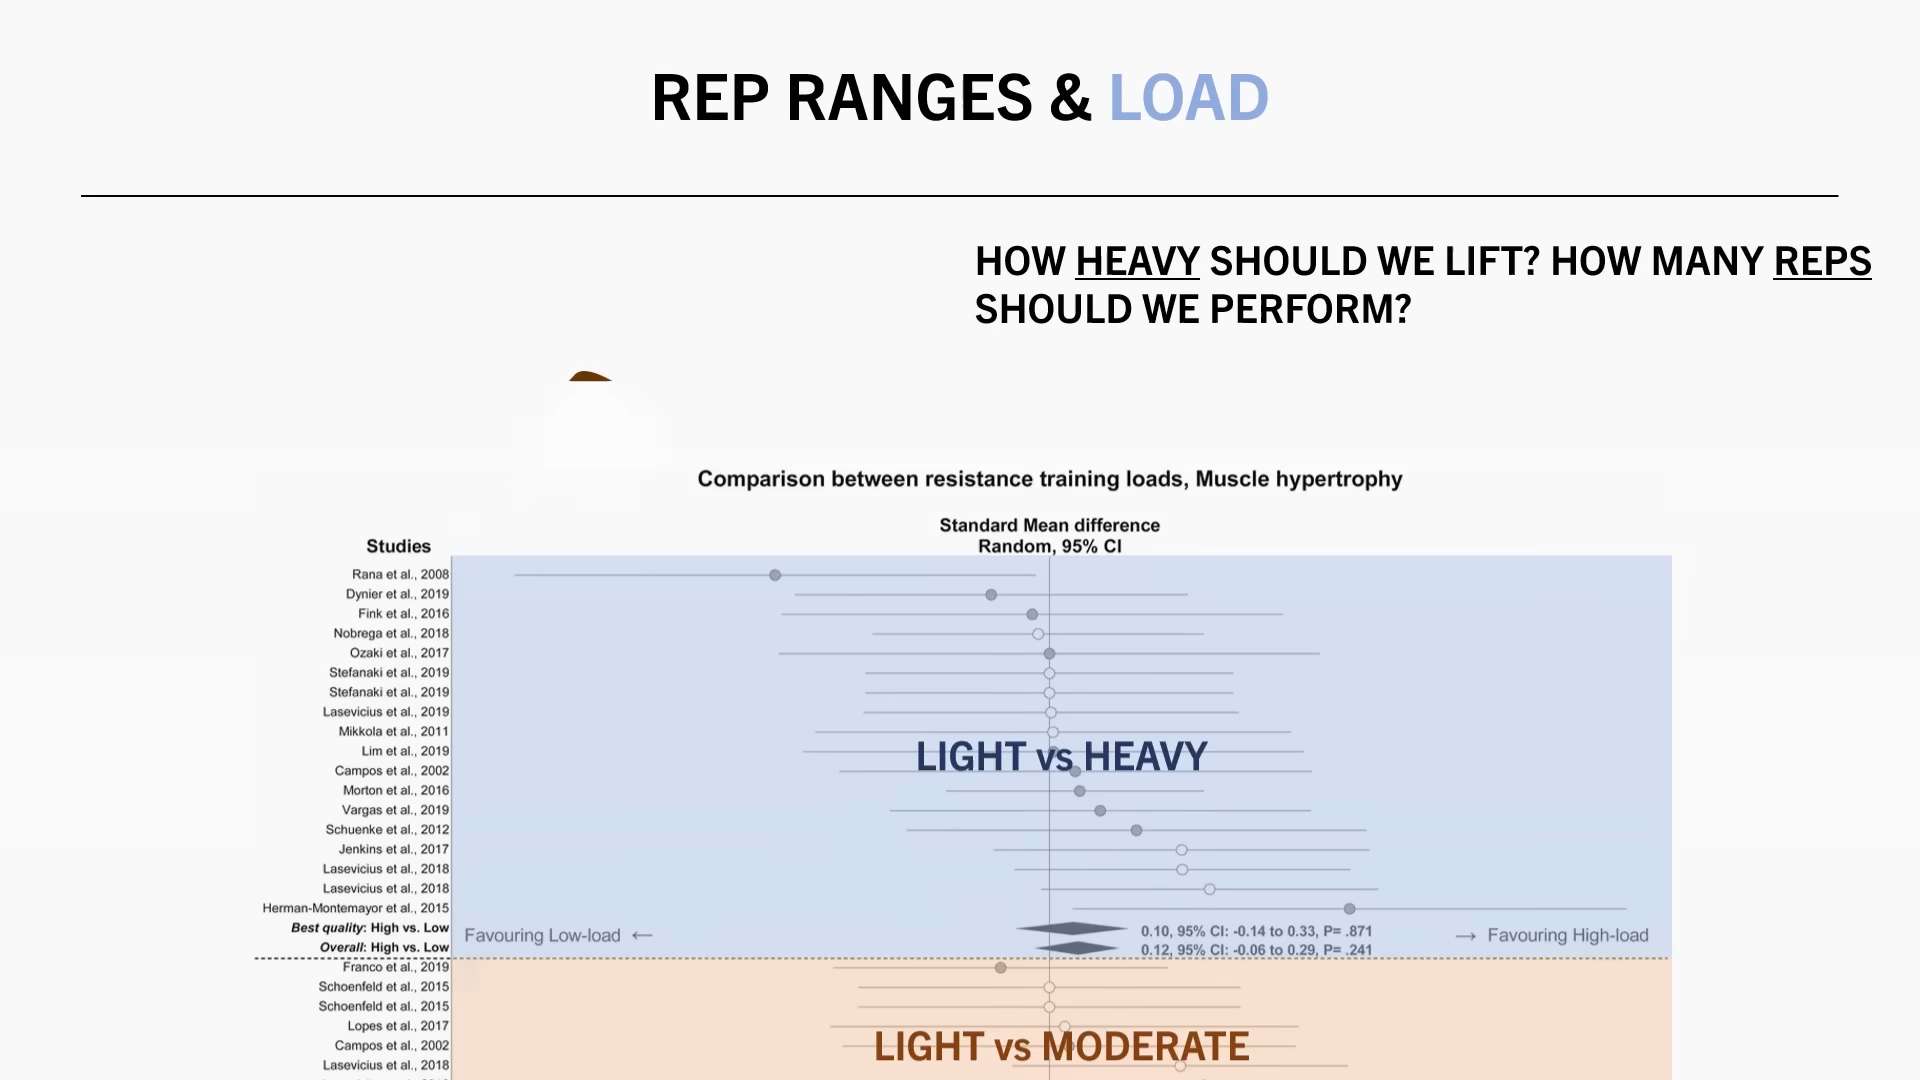 REP RANGES & LOAD
HOW HEAVY SHOULD WE LIFT? HOW MANY REPS
SHOULD WE PERFORM?
Comparison between resistance training loads, Muscle hypertrophy
Standard Mean difference
Studies
Random, 95% CI
Rana et al., 2008
Dynier et al., 2019
Fink et al., 2016
Nobrega et al., 2018
Ozaki et al., 2017
Stefanaki et al., 2019
Stefanaki et al., 2019
Lasevicius et al., 2019
Mikkola et al., 2011
Lim et al., 2019
LIGHT vs HEAVY
Campos et al., 2002
Morton et al., 2016
Vargas et al., 2019
Schuenke et al., 2012
Jenkins et al., 2017
Lasevicius et al., 2018
Lasevicius et al., 2018
Herman-Montemayor et al., 2015
Best quality: High vs. Low
0.10, 95% CI: -0.14 to 0.33, P= .871
Favouring Low-load ←
→ Favouring High-load
Overall: High vs. Low
0.12, 95% CI: -0.06 to 0.29, P= .241
Franco et al., 2019
Schoenfeld et al., 2015
Schoenfeld et al., 2015
Lopes et al., 2017
Campos et al., 2002
LIGHT vs MODERATE
Lasevicius et al., 2018